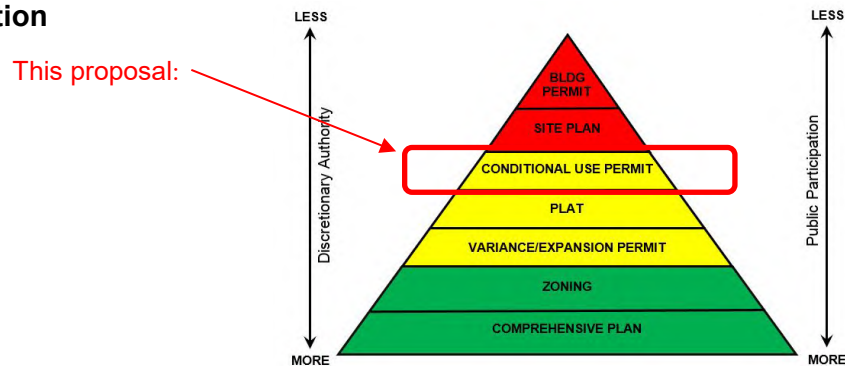 tion
This proposal:
LESS
LESS
Discretionary Authority
Public Participation
BLDG
PERMIT
SITE PLAN
CONDITIONAL USE PERMIT
PLAT
VARIANCE/EXPANSION PERMIT
ZONING
COMPREHENSIVE PLAN
MORE
MORE